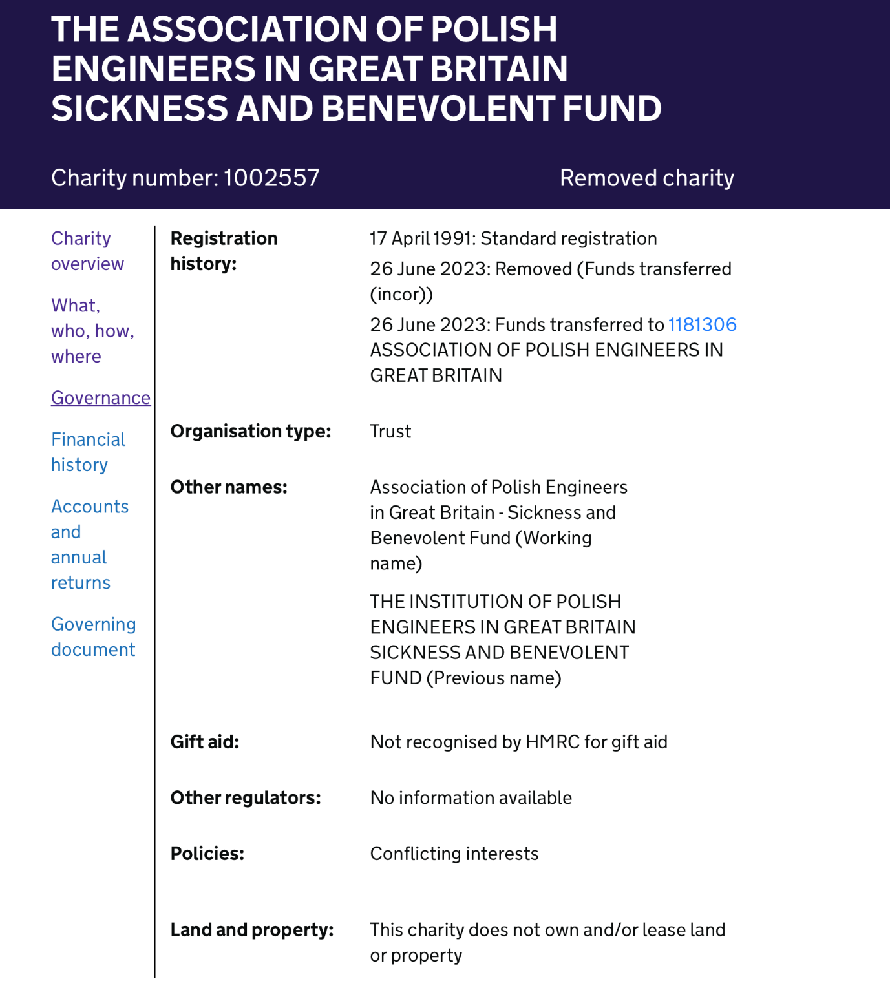 THE ASSOCIATION OF POLISH
ENGINEERS IN GREAT BRITAIN
SICKNESS AND BENEVOLENT FUND
Charity number: 1002557
Removed charity
Charity
overview
What,
who, how,
where
Governance
Financial
history
Accounts
and
annual
returns
Governing
document
Registration
history:
17 April 1991: Standard registration
26 June 2023: Removed (Funds transferred
(incor))
26 June 2023: Funds transferred to 1181306
ASSOCIATION OF POLISH ENGINEERS IN
GREAT BRITAIN
Organisation type:
Trust
Other names:
Association of Polish Engineers
in Great Britain - Sickness and
Benevolent Fund (Working
name)
THE INSTITUTION OF POLISH
ENGINEERS IN GREAT BRITAIN
SICKNESS AND BENEVOLENT
FUND (Previous name)
Gift aid:
Not recognised by HMRC for gift aid
Other regulators:
No information available
Policies:
Conflicting interests
Land and property:
This charity does not own and/or lease land
or property